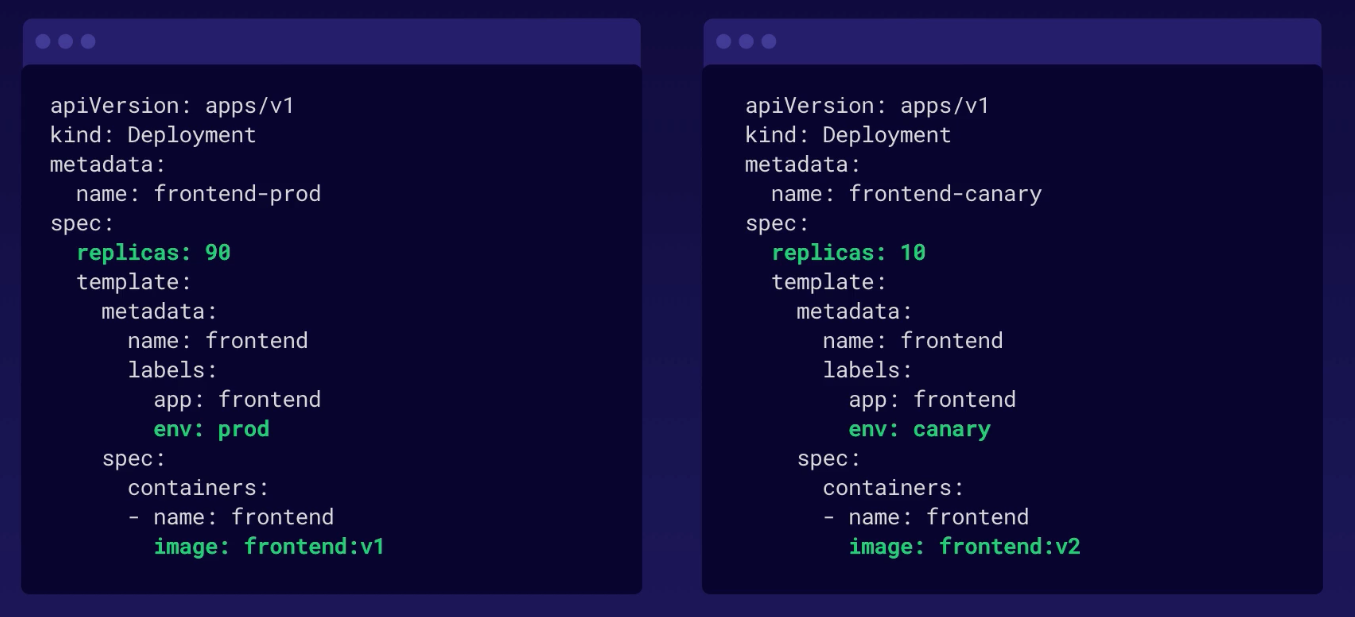 apiVersion: apps/v1
kind: Deployment
metadata:
  name: frontend-prod
spec:
  replicas: 90
  template:
    metadata:
      name: frontend
      labels:
        app: frontend
        env: prod
    spec:
      containers:
      - name: frontend
        image: frontend:v1
apiVersion: apps/v1
kind: Deployment
metadata:
  name: frontend-canary
spec:
  replicas: 10
  template:
    metadata:
      name: frontend
      labels:
        app: frontend
        env: canary
    spec:
      containers:
      - name: frontend
        image: frontend:v2